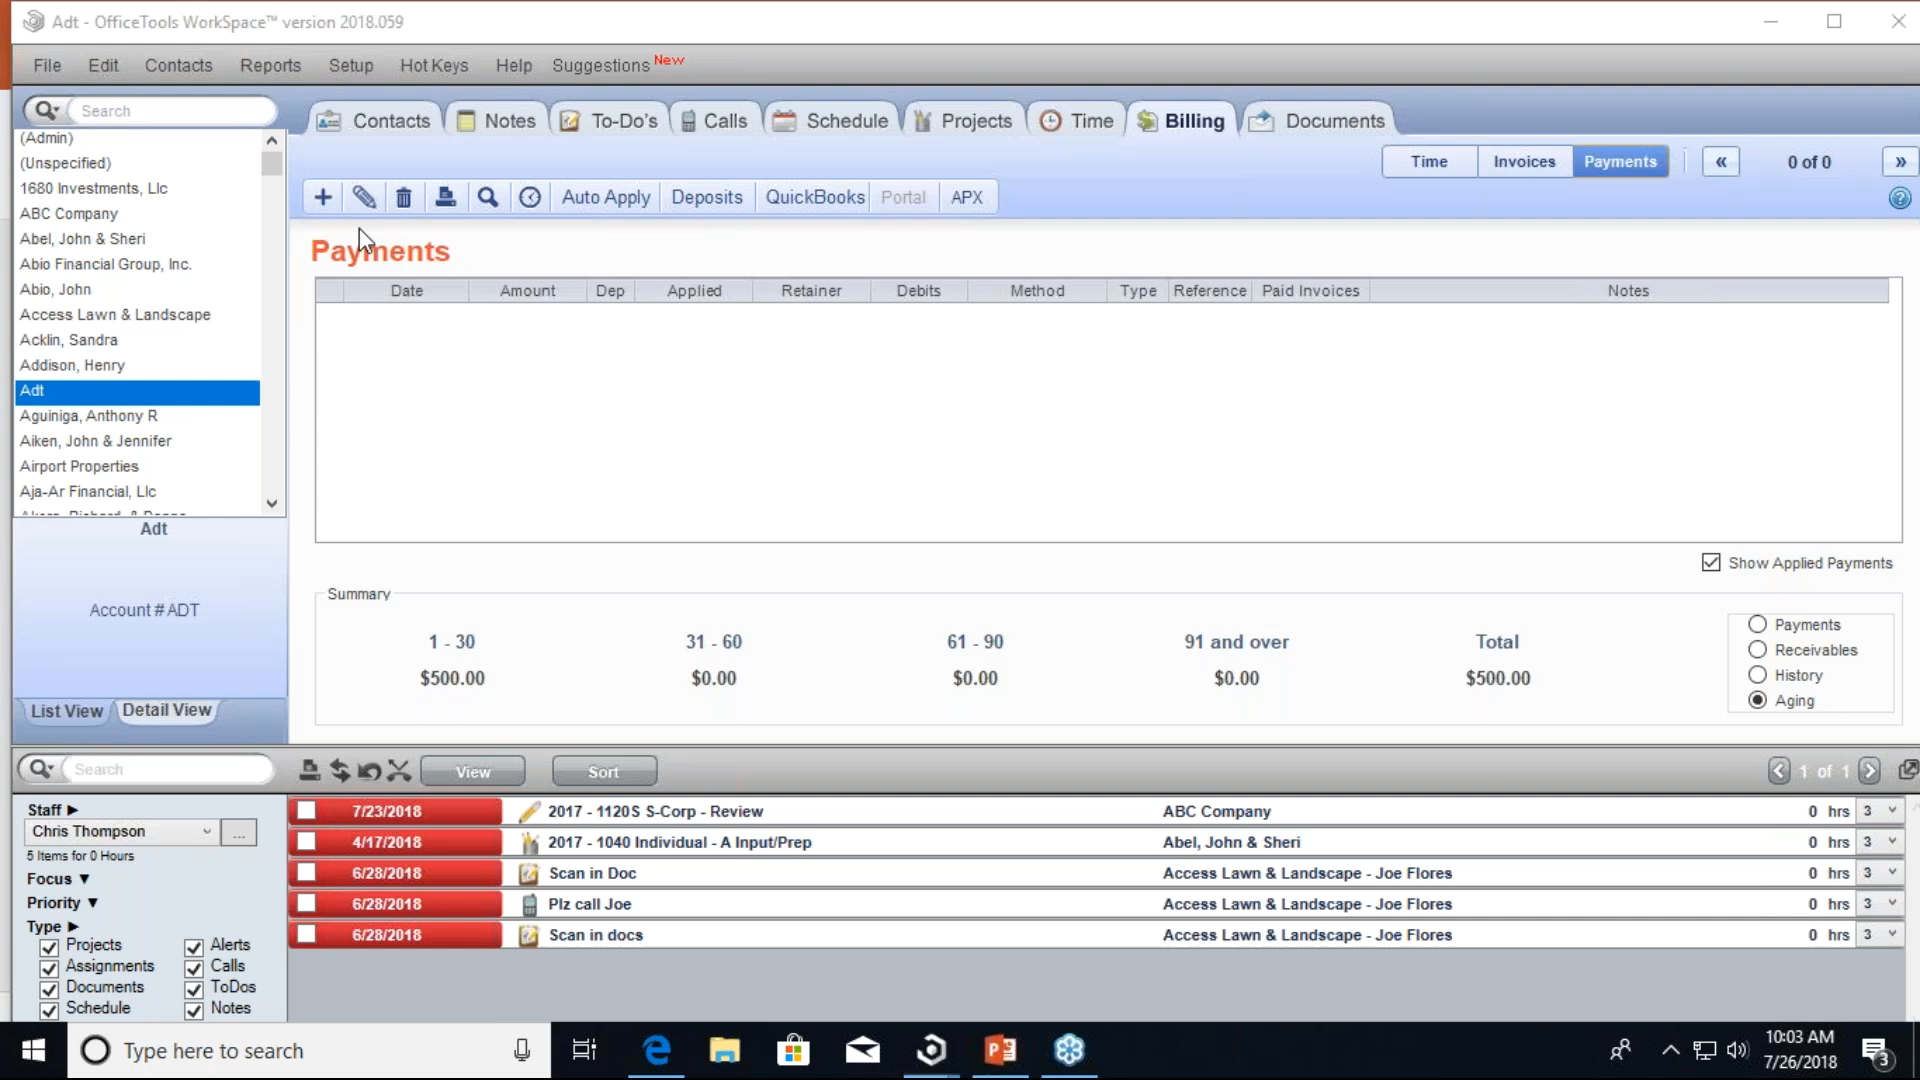 Adt - OfficeTools WorkSpace™ version 2018.059
File Edit Contacts Reports Setup Hot Keys Help Suggestions New
Search
Contacts Notes To-Do's Calls Schedule Projects Time Billing Documents
Time Invoices Payments « 0 of 0 »
Auto Apply Deposits QuickBooks Portal APX
(Admin)
(Unspecified)
1680 Investments, Llc
ABC Company
Abel, John & Sheri
Abio Financial Group, Inc.
Abio, John
Access Lawn & Landscape
Acklin, Sandra
Addison, Henry
Adt
Aguiniga, Anthony R
Aiken, John & Jennifer
Airport Properties
Aja-Ar Financial, Llc
Adt
Account # ADT
List View Detail View
Payments
Date Amount Dep Applied Retainer Debits Method Type Reference Paid Invoices Notes
Show Applied Payments
Summary
1 - 30 31 - 60 61 - 90 91 and over Total
$500.00 $0.00 $0.00 $0.00 $500.00
Payments
Receivables
History
Aging
Search
View Sort 1 of 1
Staff
Chris Thompson ...
5 Items for 0 Hours
Focus
Priority
Type
Projects Alerts
Assignments Calls
Documents ToDos
Schedule Notes
7/23/2018 2017 - 1120S S-Corp - Review ABC Company 0 hrs 3
4/17/2018 2017 - 1040 Individual - A Input/Prep Abel, John & Sheri 0 hrs 3
6/28/2018 Scan in Doc Access Lawn & Landscape - Joe Flores 0 hrs 3
6/28/2018 Plz call Joe Access Lawn & Landscape - Joe Flores 0 hrs 3
6/28/2018 Scan in docs Access Lawn & Landscape - Joe Flores 0 hrs 3
Type here to search
10:03 AM
7/26/2018
3